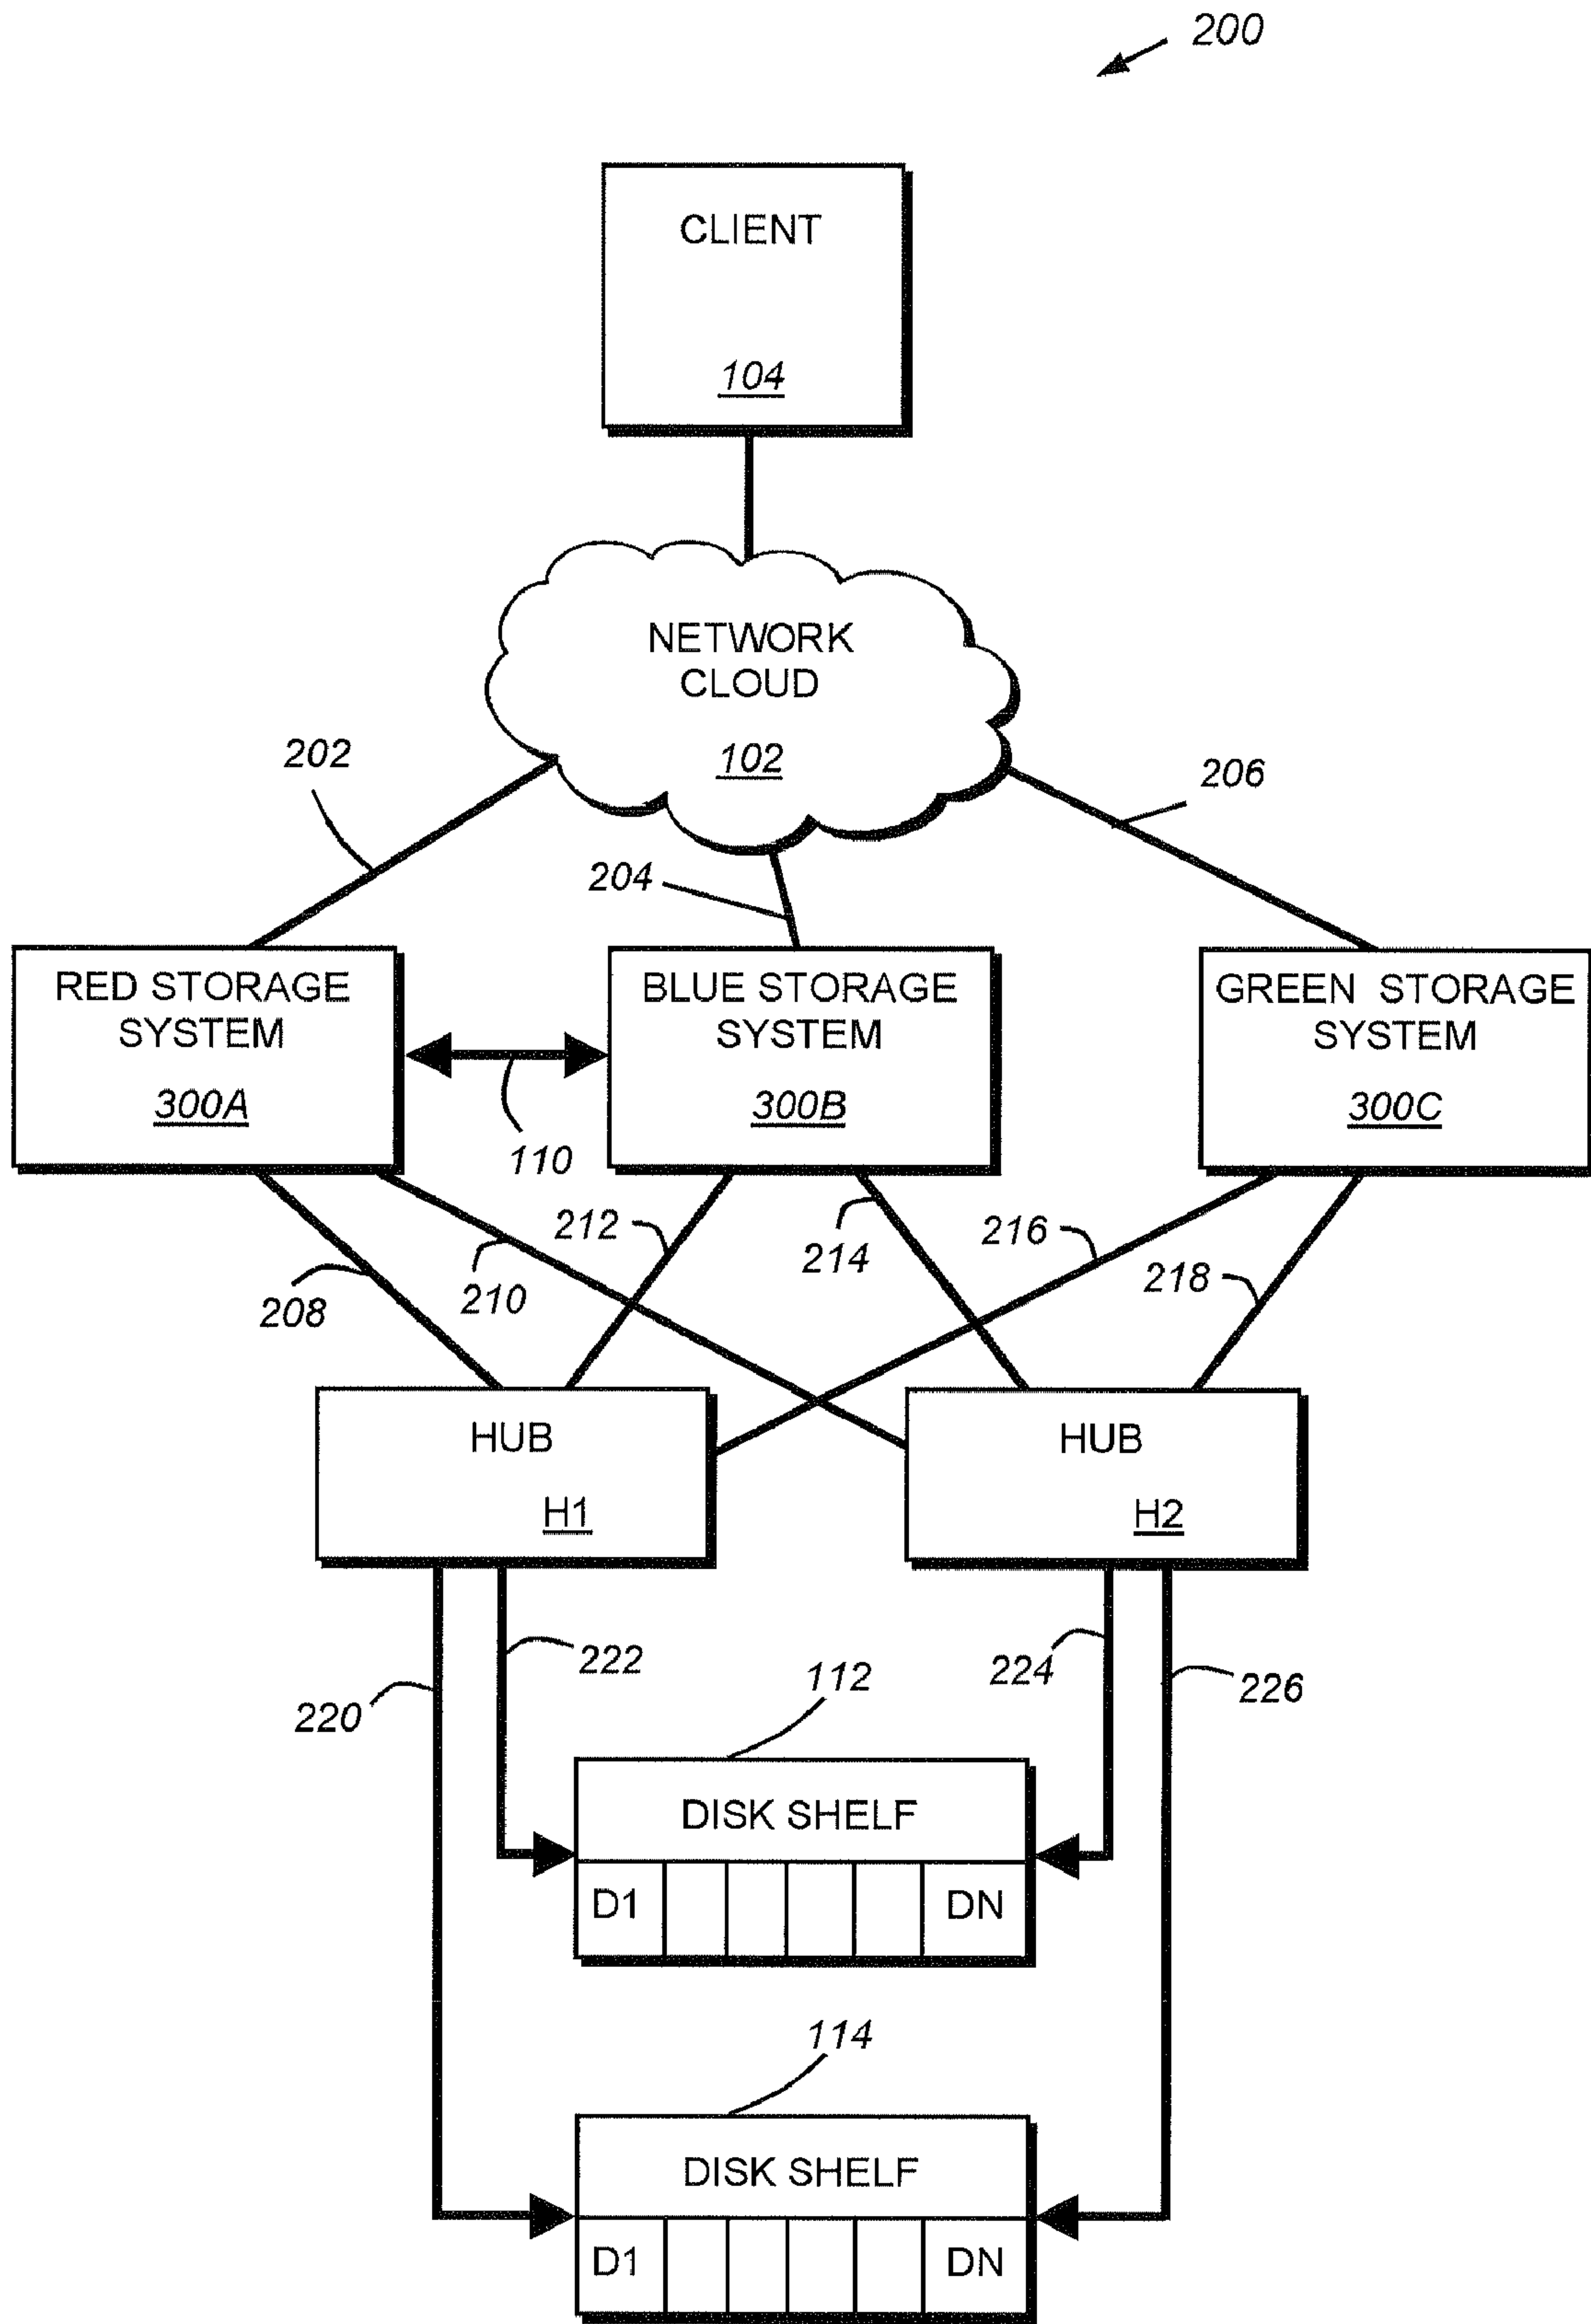 200
CLIENT
104
NETWORK
CLOUD
102
202
204
206
RED STORAGE
SYSTEM
300A
110
BLUE STORAGE
SYSTEM
300B
GREEN STORAGE
SYSTEM
300C
208
210
212
214
216
218
HUB
H1
HUB
H2
220
222
224
226
112
DISK SHELF
D1
DN
114
DISK SHELF
D1
DN